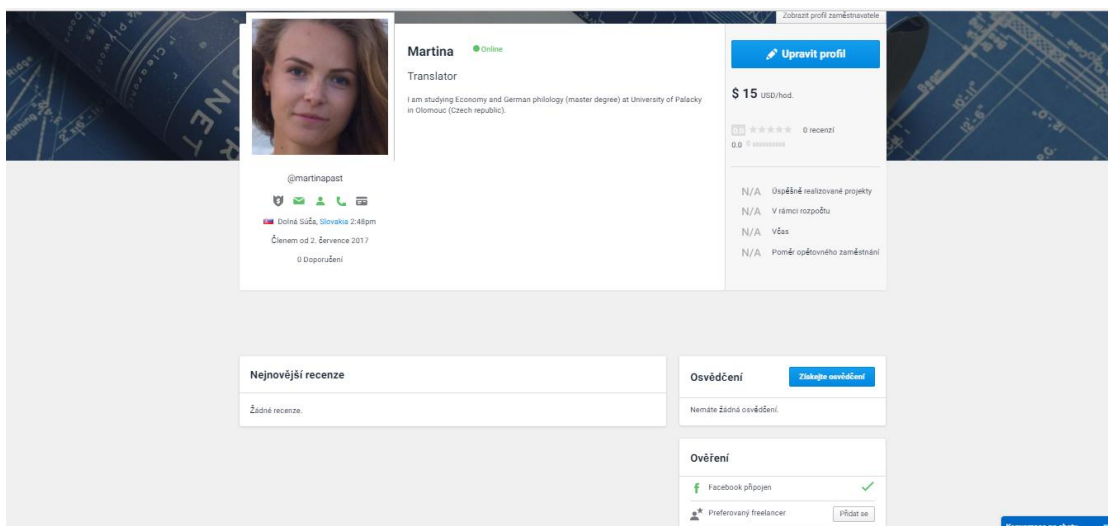 Zobrazit profil zaměstnavatele
Martina
Online
Translator
I am studying Economy and German philology (master degree) at University of Palacky
in Olomouc (Czech republic).
@martinapast
Dolná Súča, Slovakia 2:48pm
Členem od 2. července 2017
0 Doporučení
Upravit profil
$ 15 USD/hod.
0.0 0 recenzí
0.0
N/A Úspěšně realizované projekty
N/A V rámci rozpočtu
N/A Včas
N/A Poměr opětovného zaměstnání
Nejnovější recenze
Žádné recenze.
Osvědčení
Získejte osvědčení
Nemáte žádná osvědčení.
Ověření
Facebook připojen
Preferovaný freelancer
Přidat se